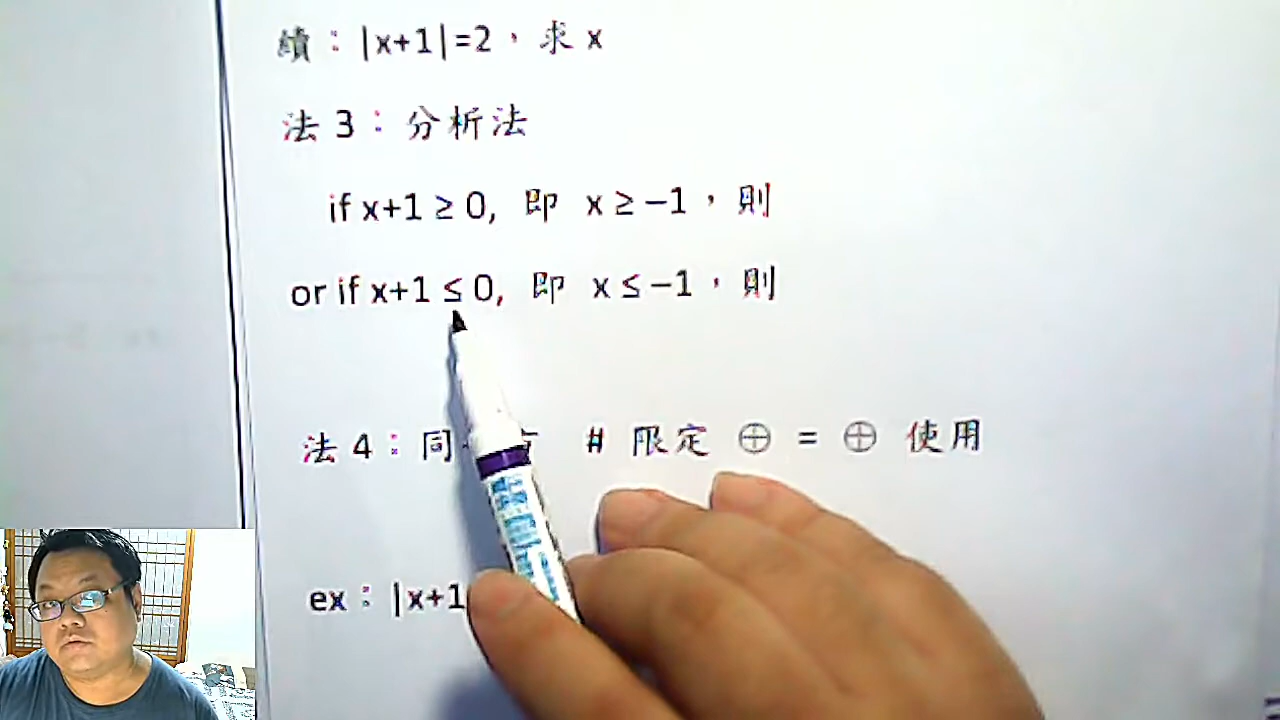 續：|x+1|=2，求 x
法 3：分析法
if x+1 ≥ 0, 即 x ≥ −1，則
or if x+1 ≤ 0, 即 x ≤ −1，則
法 4：同 # 限定 ⊕ = ⊕ 使用
ex：|x+1